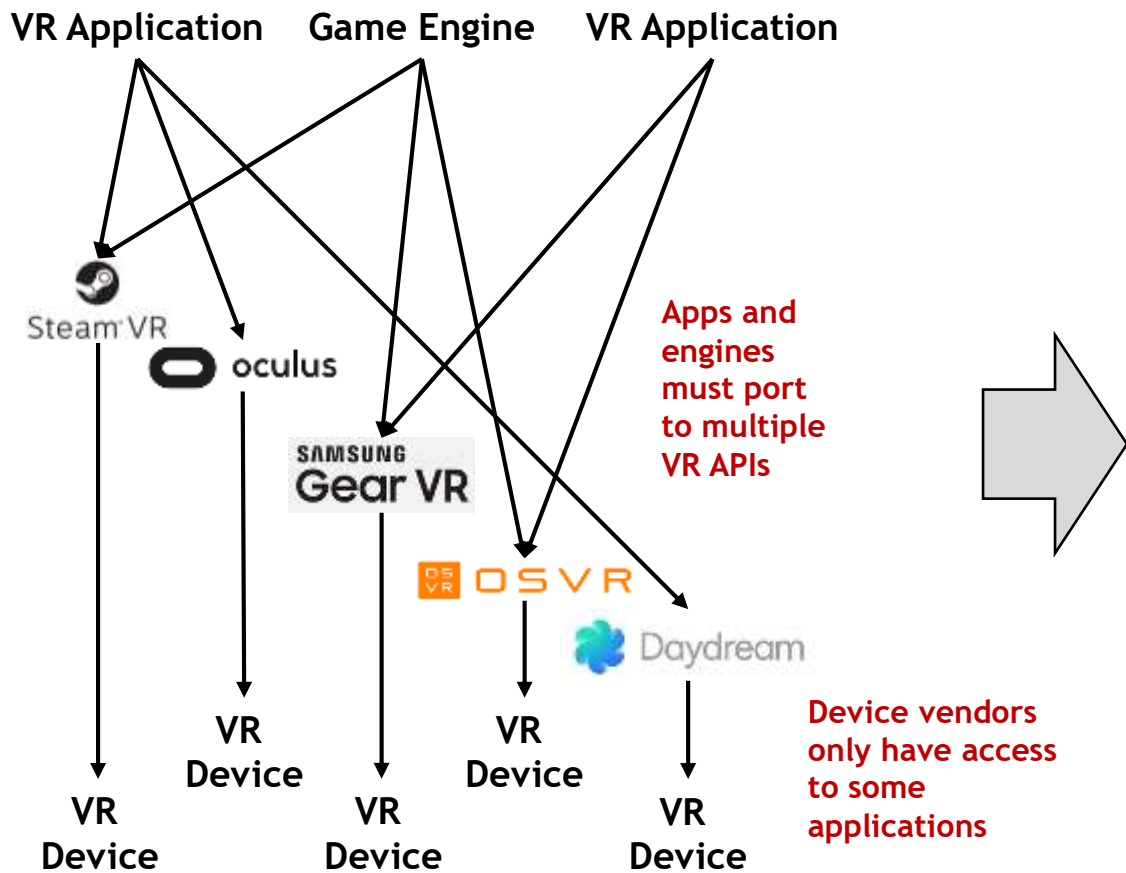 VR Application
Game Engine
VR Application
Steam VR
oculus
SAMSUNG
Gear VR
Apps and
engines
must port
to multiple
VR APIs
OS
VR
OSVR
Daydream
VR
Device
VR
Device
VR
Device
VR
Device
VR
Device
Device vendors
only have access
to some
applications